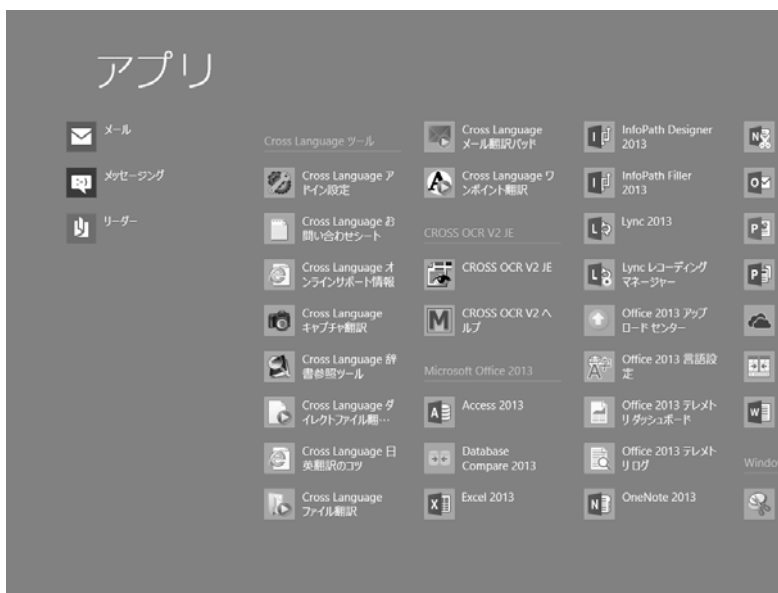 アプリ
メール
メッセージング
リーダー
Cross Language ツール
Cross Language ア
ドイン設定
Cross Language お
問い合わせシート
Cross Language オ
ンラインサポート情報
Cross Language
キャプチャ翻訳
Cross Language 辞
書参照ツール
Cross Language ダ
イレクトファイル翻…
Cross Language 日
英翻訳のコツ
Cross Language
ファイル翻訳
Cross Language
メール翻訳パッド
Cross Language ワ
ンポイント翻訳
CROSS OCR V2 JE
CROSS OCR V2 JE
CROSS OCR V2 ヘ
ルプ
Microsoft Office 2013
Access 2013
Database
Compare 2013
Excel 2013
InfoPath Designer
2013
InfoPath Filler
2013
Lync 2013
Lync レコーディング
マネージャー
Office 2013 アップ
ロード センター
Office 2013 言語設
定
Office 2013 テレメト
リ ダッシュボード
Office 2013 テレメト
リ ログ
OneNote 2013
Windo